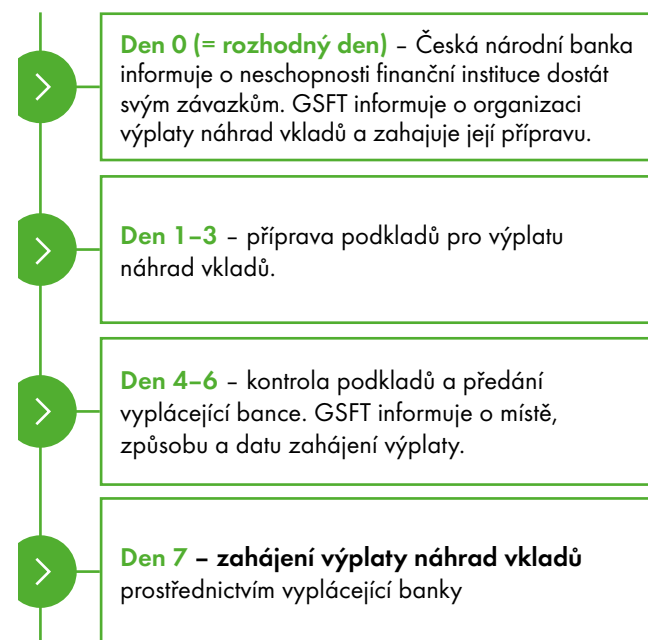 Den 0 (= rozhodný den) – Česká národní banka
informuje o neschopnosti finanční instituce dostát
svým závazkům. GSFT informuje o organizaci
výplaty náhrad vkladů a zahajuje její přípravu.
Den 1–3 – příprava podkladů pro výplatu
náhrad vkladů.
Den 4–6 – kontrola podkladů a předání
vyplácející bance. GSFT informuje o místě,
způsobu a datu zahájení výplaty.
Den 7 – zahájení výplaty náhrad vkladů
prostřednictvím vyplácející banky